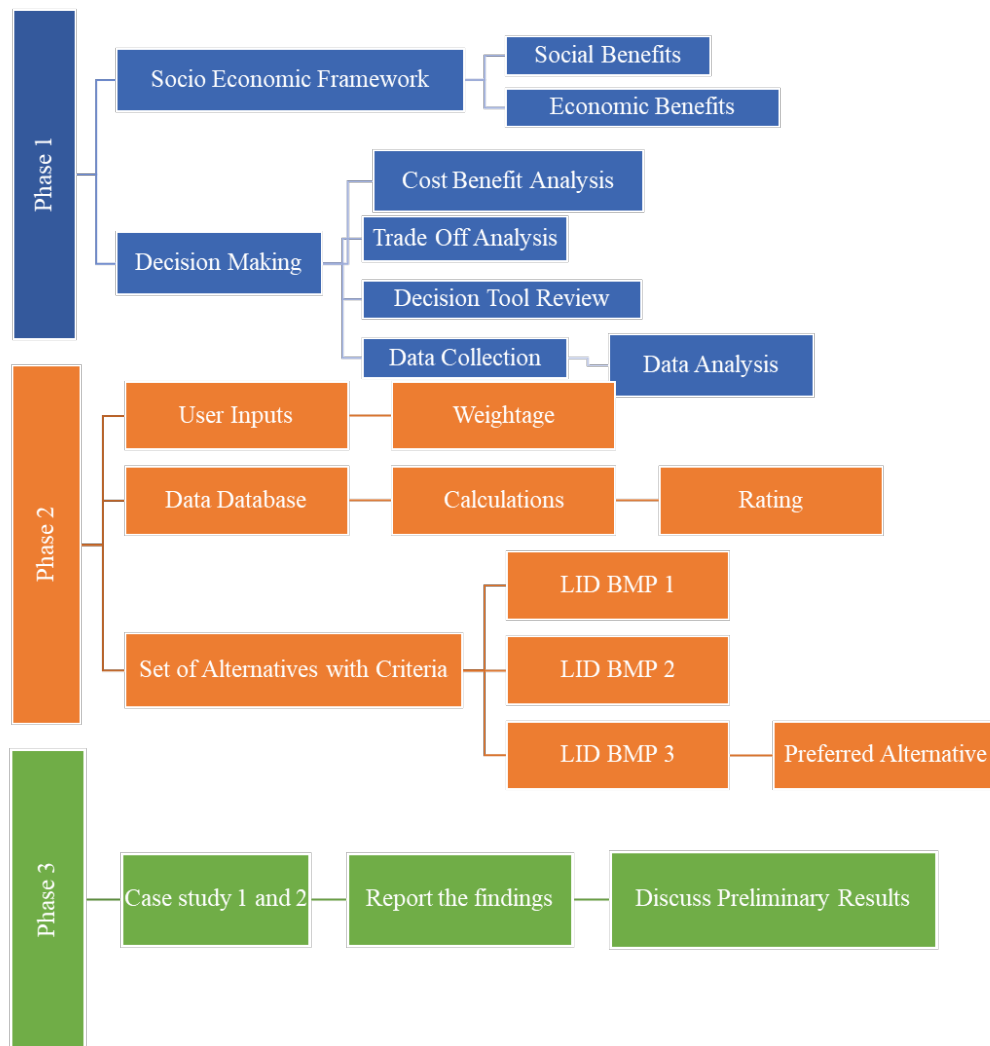 Phase 1
Socio Economic Framework
Social Benefits
Economic Benefits
Decision Making
Cost Benefit Analysis
Trade Off Analysis
Decision Tool Review
Data Collection
Data Analysis
Phase 2
User Inputs
Weightage
Data Database
Calculations
Rating
Set of Alternatives with Criteria
LID BMP 1
LID BMP 2
LID BMP 3
Preferred Alternative
Phase 3
Case study 1 and 2
Report the findings
Discuss Preliminary Results